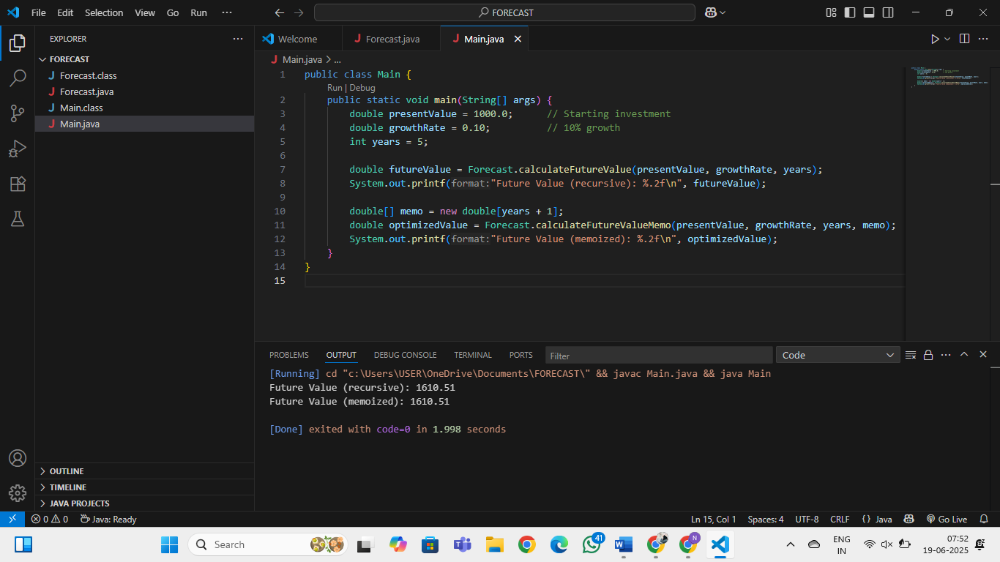 File Edit Selection View Go Run ··· FORECAST
EXPLORER ···
FORECAST
Forecast.class
Forecast.java
Main.class
Main.java
OUTLINE
TIMELINE
JAVA PROJECTS
Welcome Forecast.java Main.java
Main.java > ...
1 public class Main {
Run | Debug
2 public static void main(String[] args) {
3 double presentValue = 1000.0; // Starting investment
4 double growthRate = 0.10; // 10% growth
5 int years = 5;
6
7 double futureValue = Forecast.calculateFutureValue(presentValue, growthRate, years);
8 System.out.printf(format:"Future Value (recursive): %.2f\n", futureValue);
9
10 double[] memo = new double[years + 1];
11 double optimizedValue = Forecast.calculateFutureValueMemo(presentValue, growthRate, years, memo);
12 System.out.printf(format:"Future Value (memoized): %.2f\n", optimizedValue);
13 }
14 }
15
PROBLEMS OUTPUT DEBUG CONSOLE TERMINAL PORTS Filter Code
[Running] cd "c:\Users\USER\OneDrive\Documents\FORECAST\" && javac Main.java && java Main
Future Value (recursive): 1610.51
Future Value (memoized): 1610.51
[Done] exited with code=0 in 1.998 seconds
0 0 Java: Ready Ln 15, Col 1 Spaces: 4 UTF-8 CRLF {} Java Go Live
Search 41 N ENG
IN 07:52
19-06-2025